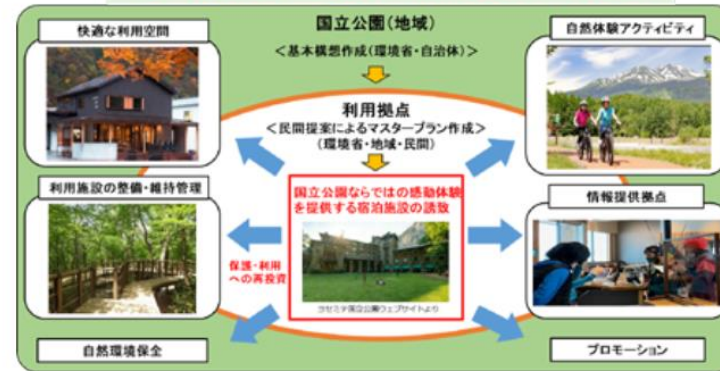 国立公園(地域)
<基本構想作成(環境省・自治体)>
快適な利用空間
自然体験アクティビティ
利用拠点
<民間提案によるマスタープラン作成>
(環境省・地域・民間)
利用施設の整備・維持管理
国立公園ならではの感動体験
を提供する宿泊施設の誘致
情報提供拠点
保護・利用
への再投資
ヨセミテ国立公園ウェブサイトより
自然環境保全
プロモーション